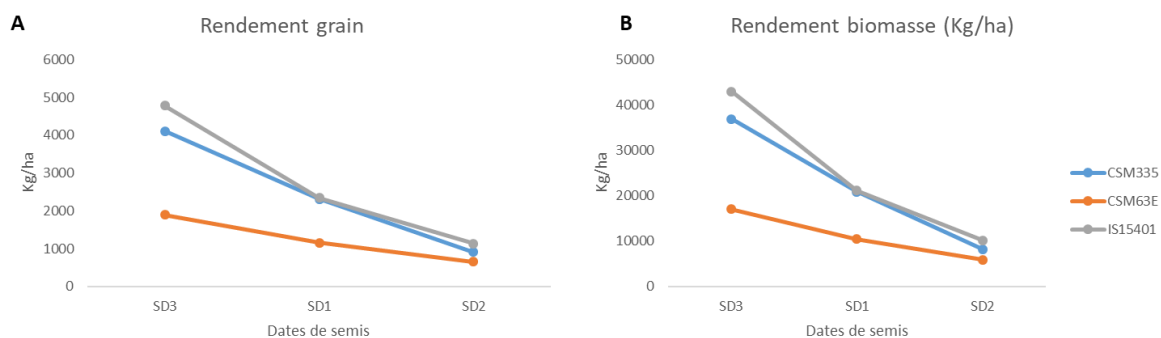 A
Rendement grain
6000
5000
4000
3000
2000
1000
0
Kg/ha
SD3
SD1
SD2
Dates de semis
B
Rendement biomasse (Kg/ha)
50000
40000
30000
20000
10000
0
Kg/ha
SD3
SD1
SD2
Dates de semis
CSM335
CSM63E
IS15401